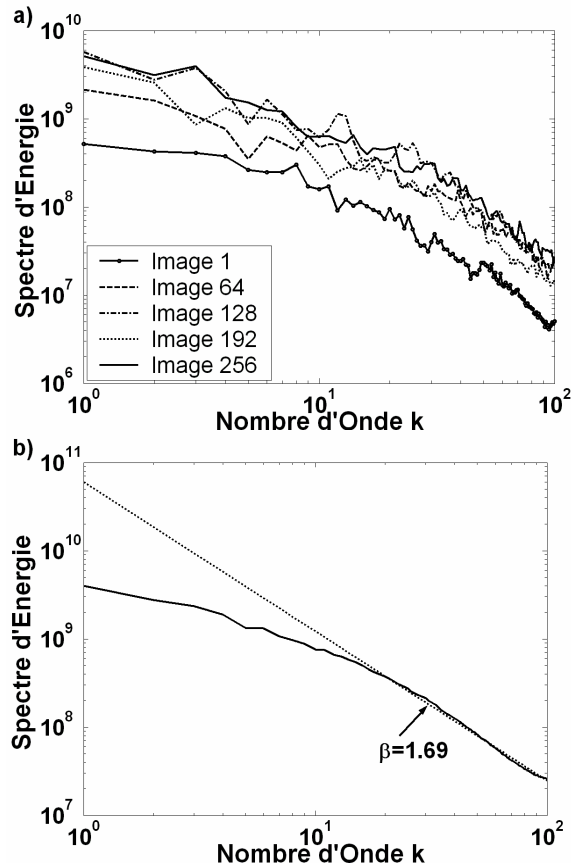 a)
10^10
10^9
10^8
10^7
10^6
Spectre d'Energie
Image 1
Image 64
Image 128
Image 192
Image 256
10^0
10^1
10^2
Nombre d'Onde k
b)
10^11
10^10
10^9
10^8
10^7
Spectre d'Energie
β=1.69
10^0
10^1
10^2
Nombre d'Onde k